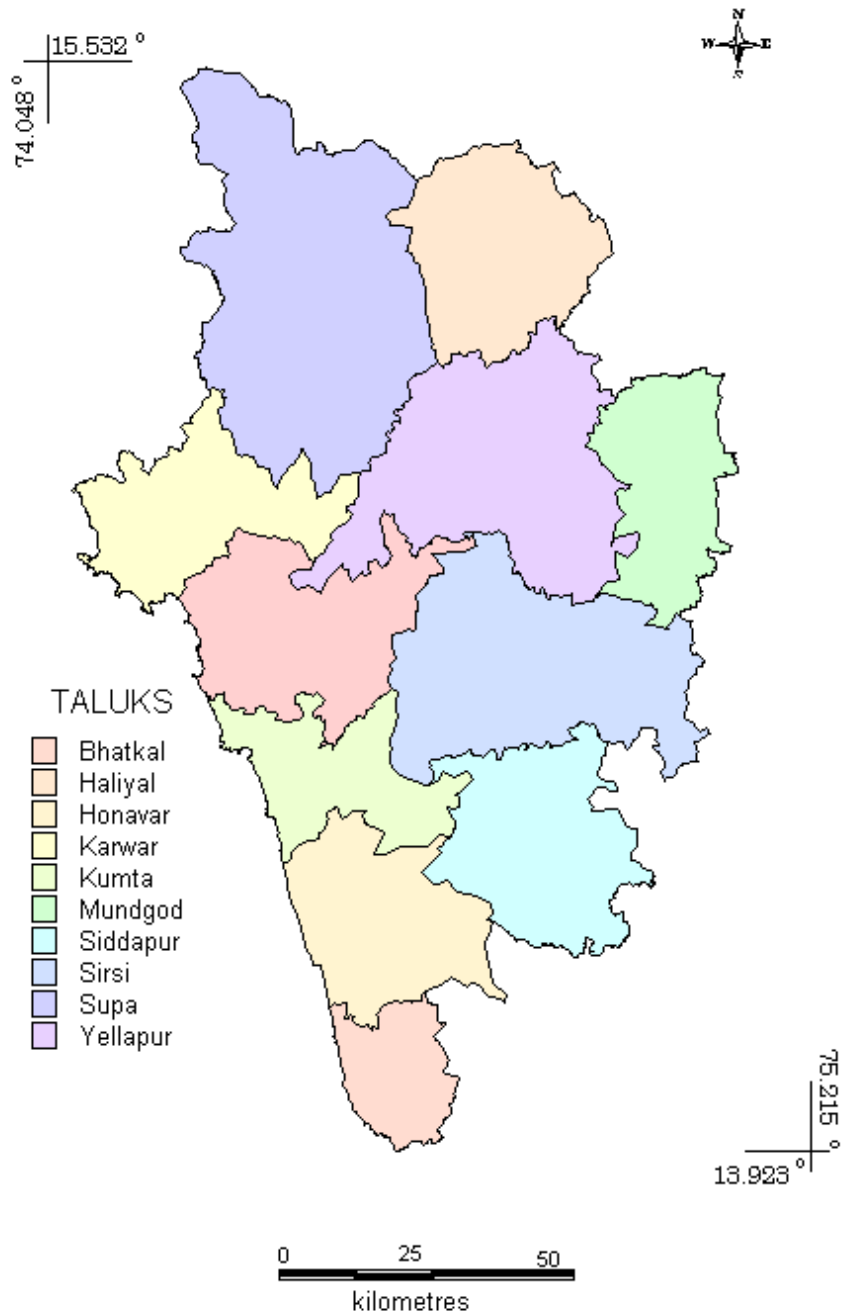 N
W E
S
15.532 °
74.048 °
TALUKS
Bhatkal
Haliyal
Honavar
Karwar
Kumta
Mundgod
Siddapur
Sirsi
Supa
Yellapur
75.215 °
13.923 °
0 25 50
kilometres